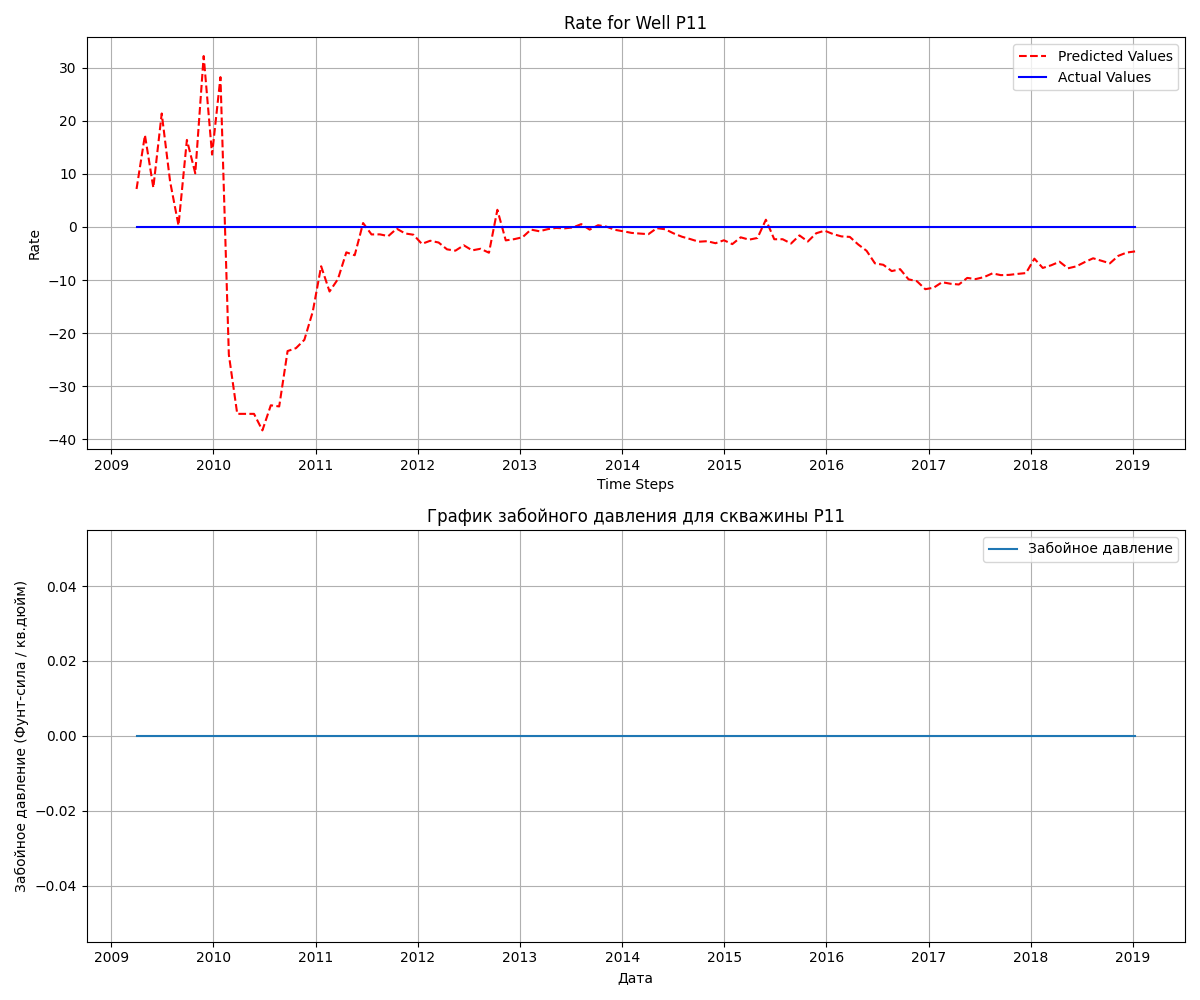 Rate for Well P11
Predicted Values
Actual Values
Rate
30
20
10
0
−10
−20
−30
−40
2009 2010 2011 2012 2013 2014 2015 2016 2017 2018 2019
Time Steps
График забойного давления для скважины P11
Забойное давление
Забойное давление (Фунт-сила / кв.дюйм)
0.04
0.02
0.00
−0.02
−0.04
2009 2010 2011 2012 2013 2014 2015 2016 2017 2018 2019
Дата